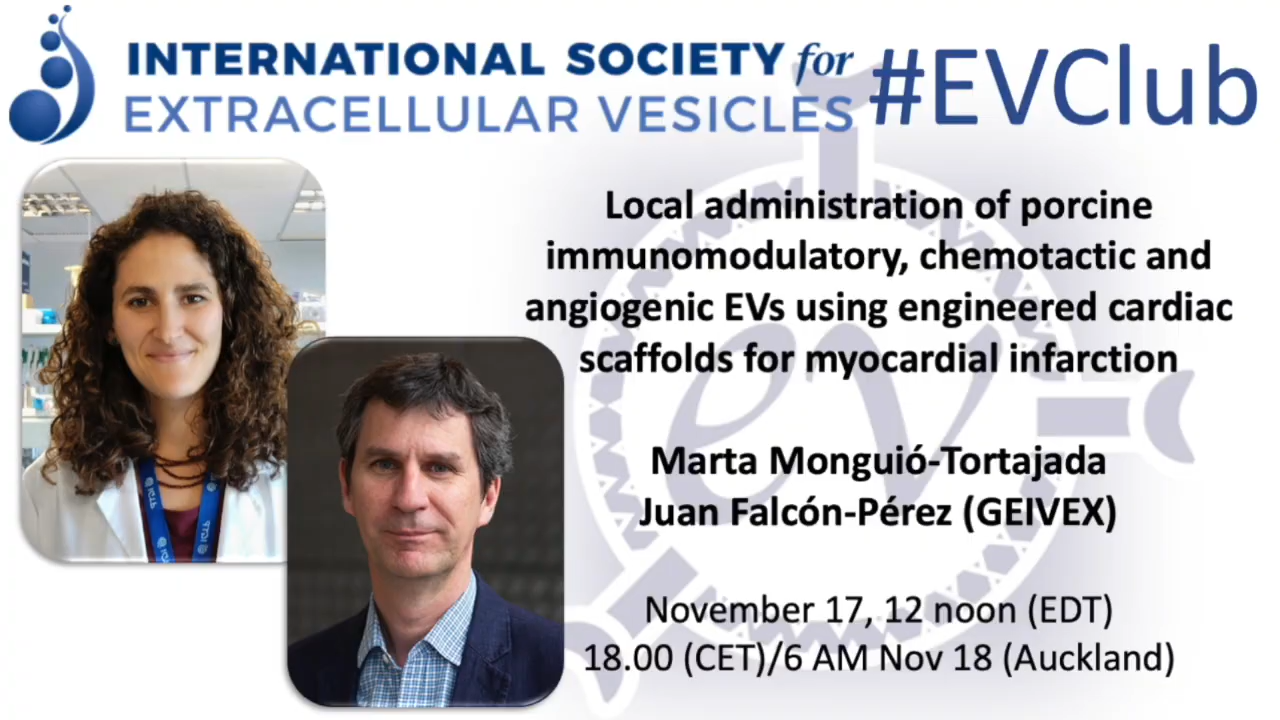 INTERNATIONAL SOCIETY for
EXTRACELLULAR VESICLES
#EVClub
Local administration of porcine
immunomodulatory, chemotactic and
angiogenic EVs using engineered cardiac
scaffolds for myocardial infarction
Marta Monguió-Tortajada
Juan Falcón-Pérez (GEIVEX)
November 17, 12 noon (EDT)
18.00 (CET)/6 AM Nov 18 (Auckland)
ev
IGTP